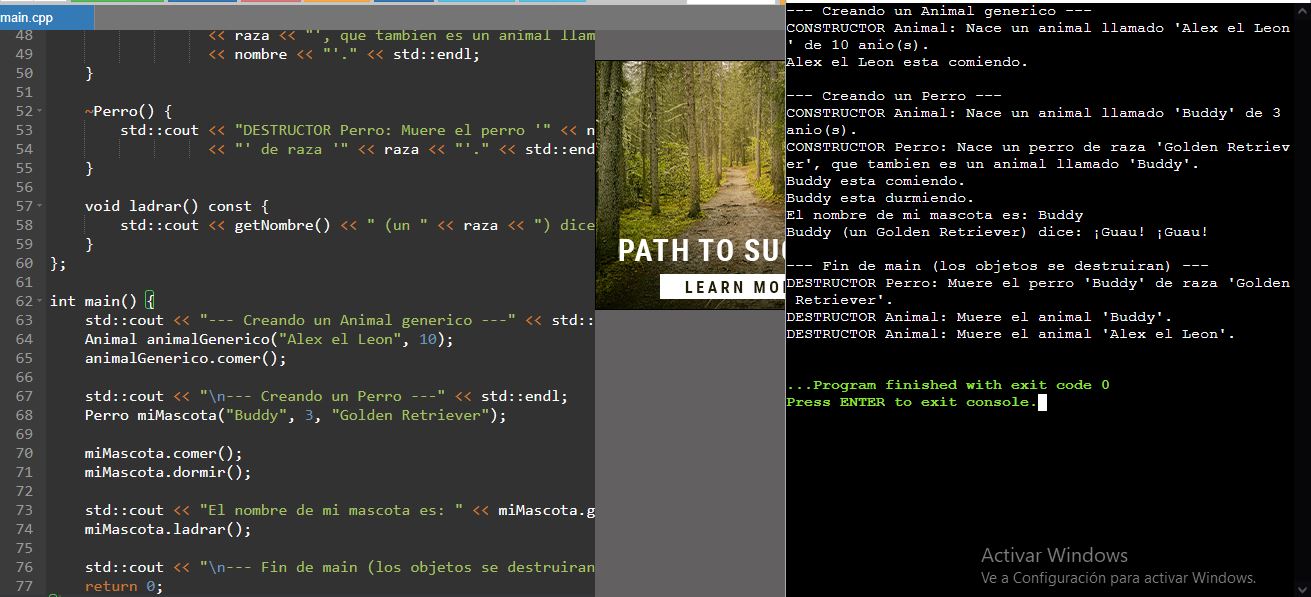 main.cpp
48 << raza << "', que tambien es un animal llam
49 << nombre << "'." << std::endl;
50 }
51
52 ~Perro() {
53 std::cout << "DESTRUCTOR Perro: Muere el perro '" << n
54 << "' de raza '" << raza << "'." << std::end
55 }
56
57 void ladrar() const {
58 std::cout << getNombre() << " (un " << raza << ") dice
59 }
60 };
61
62 int main() {
63 std::cout << "--- Creando un Animal generico ---" << std::
64 Animal animalGenerico("Alex el Leon", 10);
65 animalGenerico.comer();
66
67 std::cout << "\n--- Creando un Perro ---" << std::endl;
68 Perro miMascota("Buddy", 3, "Golden Retriever");
69
70 miMascota.comer();
71 miMascota.dormir();
72
73 std::cout << "El nombre de mi mascota es: " << miMascota.g
74 miMascota.ladrar();
75
76 std::cout << "\n--- Fin de main (los objetos se destruiran
77 return 0;
PATH TO SUC
LEARN MO
--- Creando un Animal generico ---
CONSTRUCTOR Animal: Nace un animal llamado 'Alex el Leon
' de 10 anio(s).
Alex el Leon esta comiendo.
--- Creando un Perro ---
CONSTRUCTOR Animal: Nace un animal llamado 'Buddy' de 3
anio(s).
CONSTRUCTOR Perro: Nace un perro de raza 'Golden Retriev
er', que tambien es un animal llamado 'Buddy'.
Buddy esta comiendo.
Buddy esta durmiendo.
El nombre de mi mascota es: Buddy
Buddy (un Golden Retriever) dice: ¡Guau! ¡Guau!
--- Fin de main (los objetos se destruiran) ---
DESTRUCTOR Perro: Muere el perro 'Buddy' de raza 'Golden
Retriever'.
DESTRUCTOR Animal: Muere el animal 'Buddy'.
DESTRUCTOR Animal: Muere el animal 'Alex el Leon'.
...Program finished with exit code 0
Press ENTER to exit console.
Activar Windows
Ve a Configuración para activar Windows.